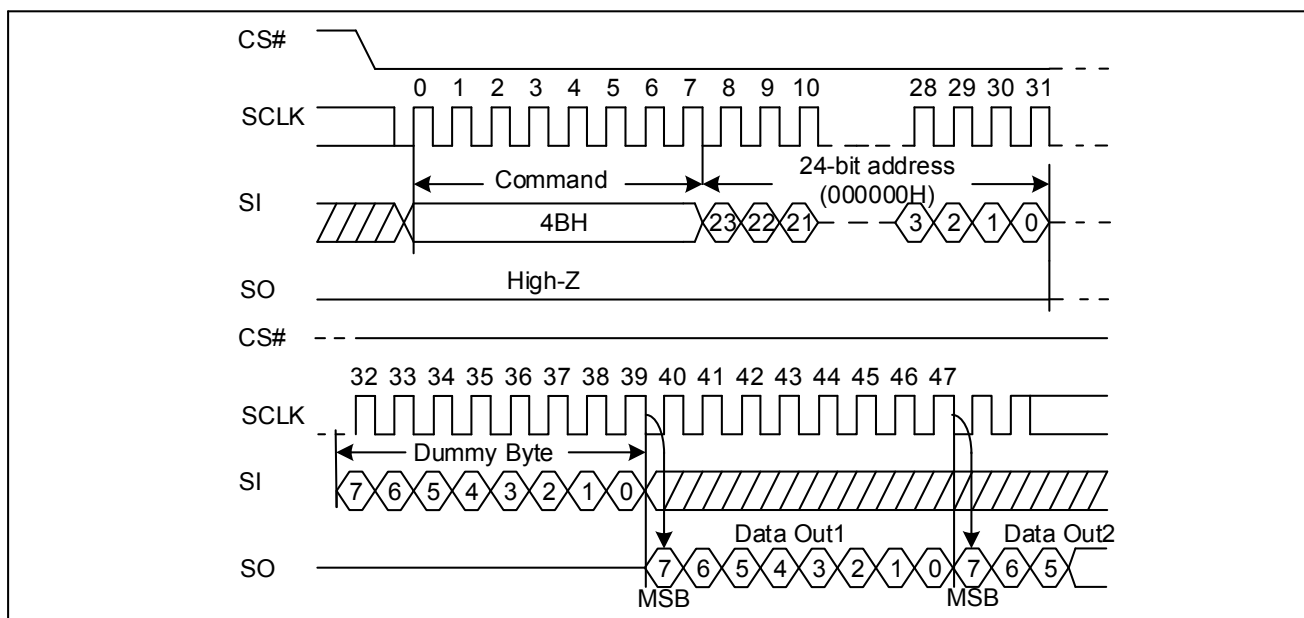 CS#
0 1 2 3 4 5 6 7 8 9 10 28 29 30 31
SCLK
Command
24-bit address
(000000H)
SI
4BH 23 22 21 3 2 1 0
High-Z
SO
CS#
32 33 34 35 36 37 38 39 40 41 42 43 44 45 46 47
SCLK
Dummy Byte
SI
7 6 5 4 3 2 1 0
Data Out1 Data Out2
SO
7 6 5 4 3 2 1 0 7 6 5
MSB MSB